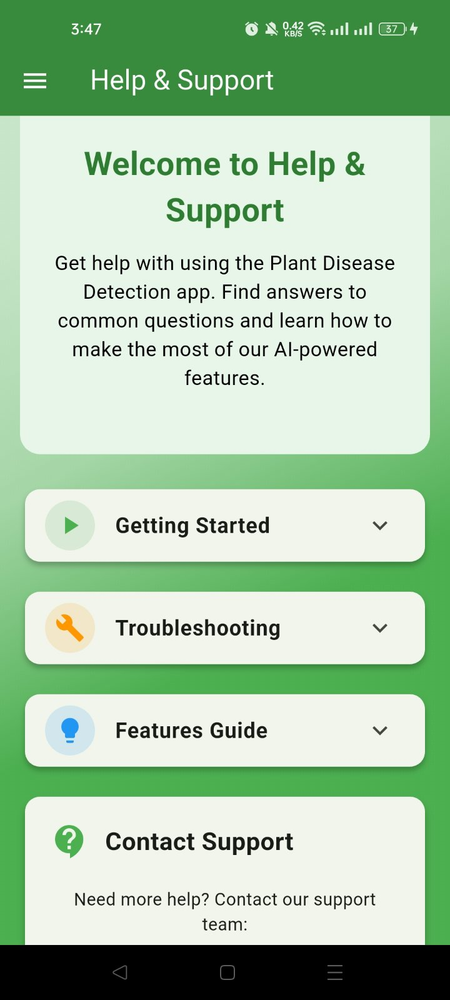 3:47
0.42
KB/S
37
Help & Support
Welcome to Help &
Support
Get help with using the Plant Disease
Detection app. Find answers to
common questions and learn how to
make the most of our AI-powered
features.
Getting Started
Troubleshooting
Features Guide
Contact Support
Need more help? Contact our support
team: